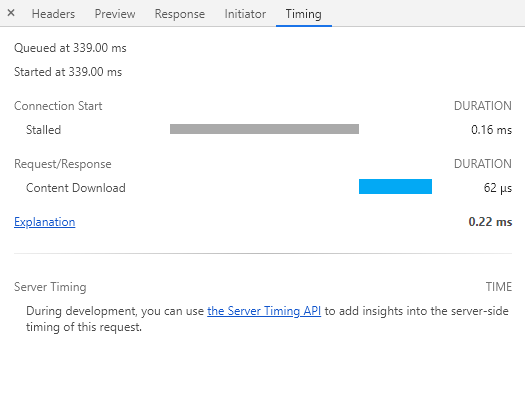 × Headers Preview Response Initiator Timing
Queued at 339.00 ms
Started at 339.00 ms
Connection Start DURATION
Stalled 0.16 ms
Request/Response DURATION
Content Download 62 µs
Explanation 0.22 ms
Server Timing TIME
During development, you can use the Server Timing API to add insights into the server-side
timing of this request.